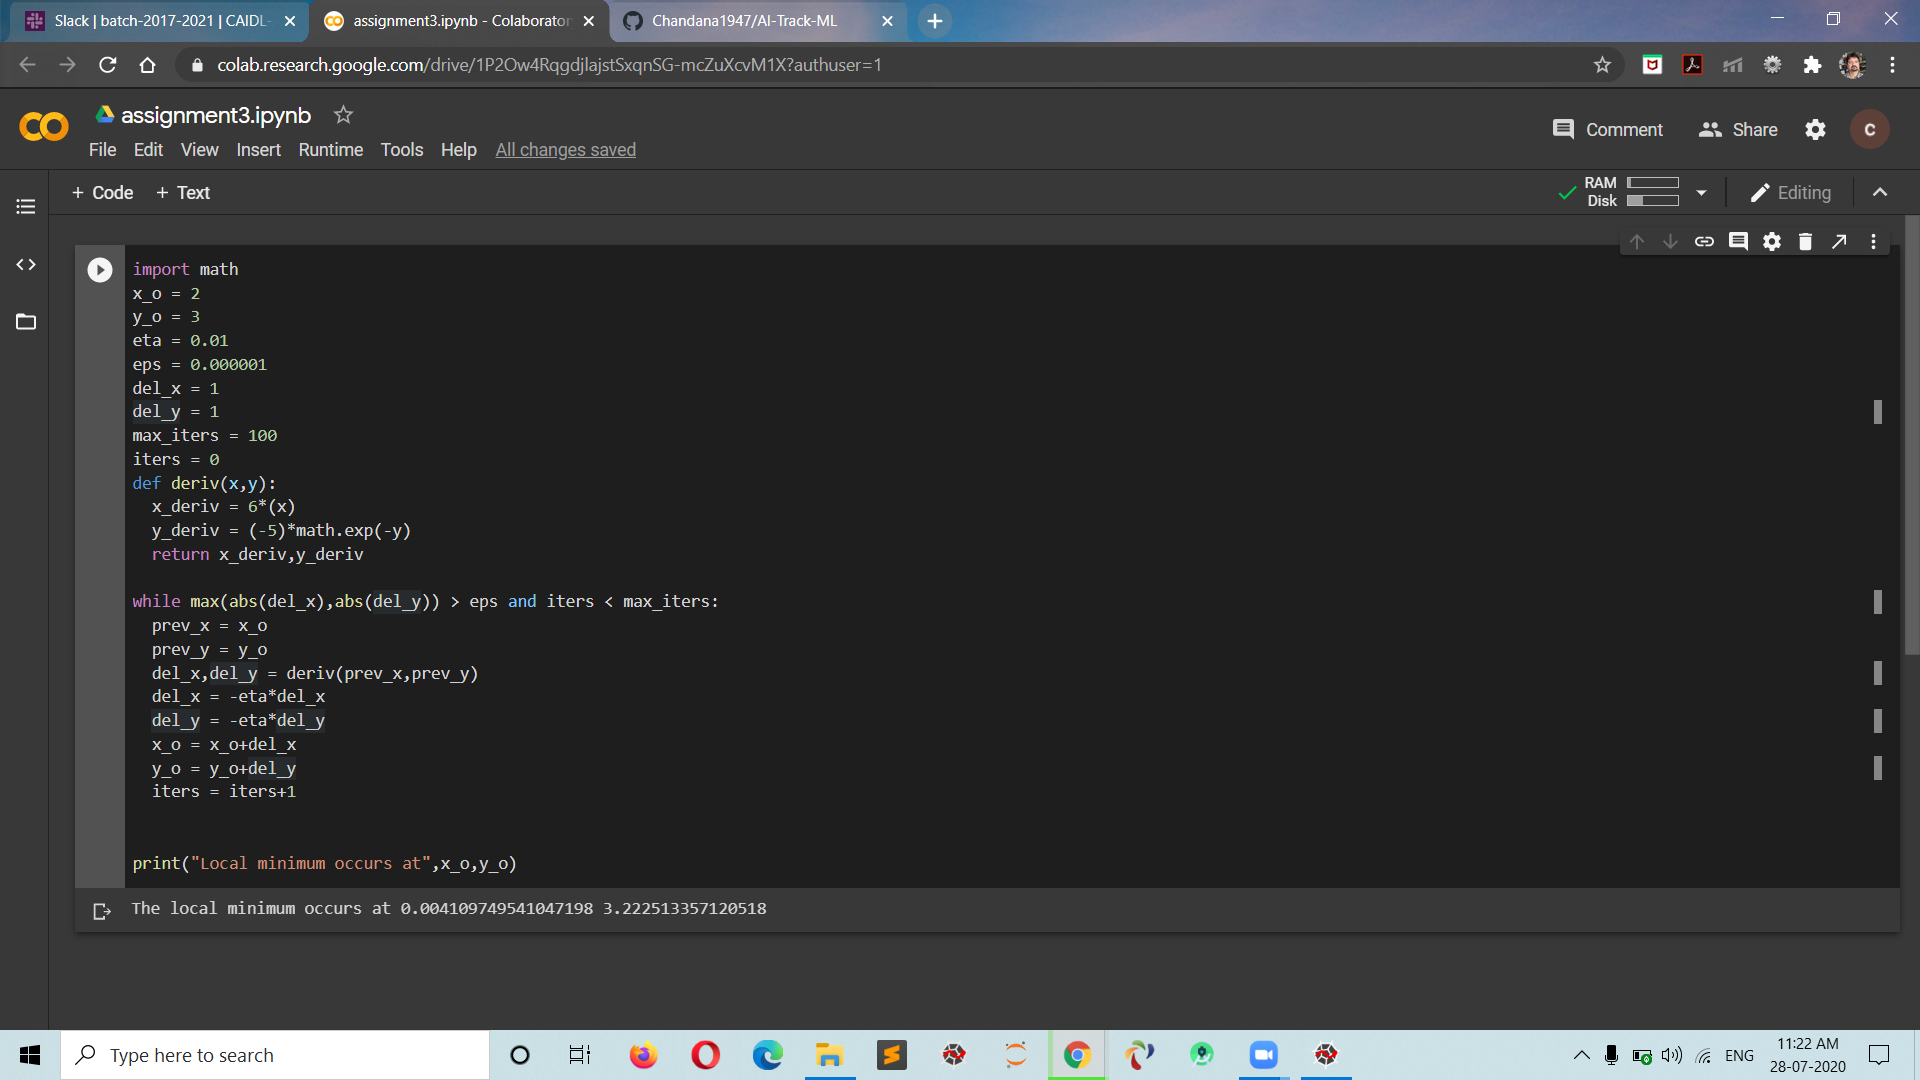 Slack | batch-2017-2021 | CAIDL-
assignment3.ipynb - Colaborator
Chandana1947/AI-Track-ML
colab.research.google.com/drive/1P2Ow4RqgdjlajstSxqnSG-mcZuXcvM1X?authuser=1
assignment3.ipynb
File Edit View Insert Runtime Tools Help All changes saved
Comment Share C
+ Code + Text
RAM
Disk
Editing
import math
x_o = 2
y_o = 3
eta = 0.01
eps = 0.000001
del_x = 1
del_y = 1
max_iters = 100
iters = 0
def deriv(x,y):
  x_deriv = 6*(x)
  y_deriv = (-5)*math.exp(-y)
  return x_deriv,y_deriv
while max(abs(del_x),abs(del_y)) > eps and iters < max_iters:
  prev_x = x_o
  prev_y = y_o
  del_x,del_y = deriv(prev_x,prev_y)
  del_x = -eta*del_x
  del_y = -eta*del_y
  x_o = x_o+del_x
  y_o = y_o+del_y
  iters = iters+1
print("Local minimum occurs at",x_o,y_o)
The local minimum occurs at 0.004109749541047198 3.222513357120518
Type here to search
ENG
11:22 AM
28-07-2020